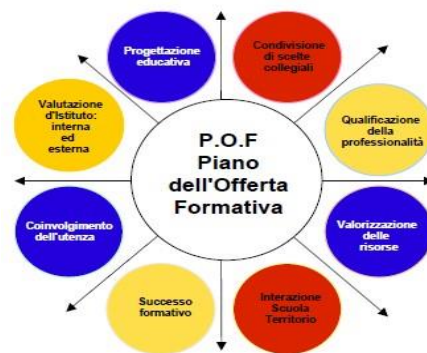 Progettazione
educativa
Condivisione
di scelte
collegiali
Valutazione
d'Istituto:
interna
ed
esterna
P.O.F
Piano
dell'Offerta
Formativa
Qualificazione
della
professionalità
Coinvolgimento
dell'utenza
Valorizzazione
delle
risorse
Successo
formativo
Interazione
Scuola
Territorio